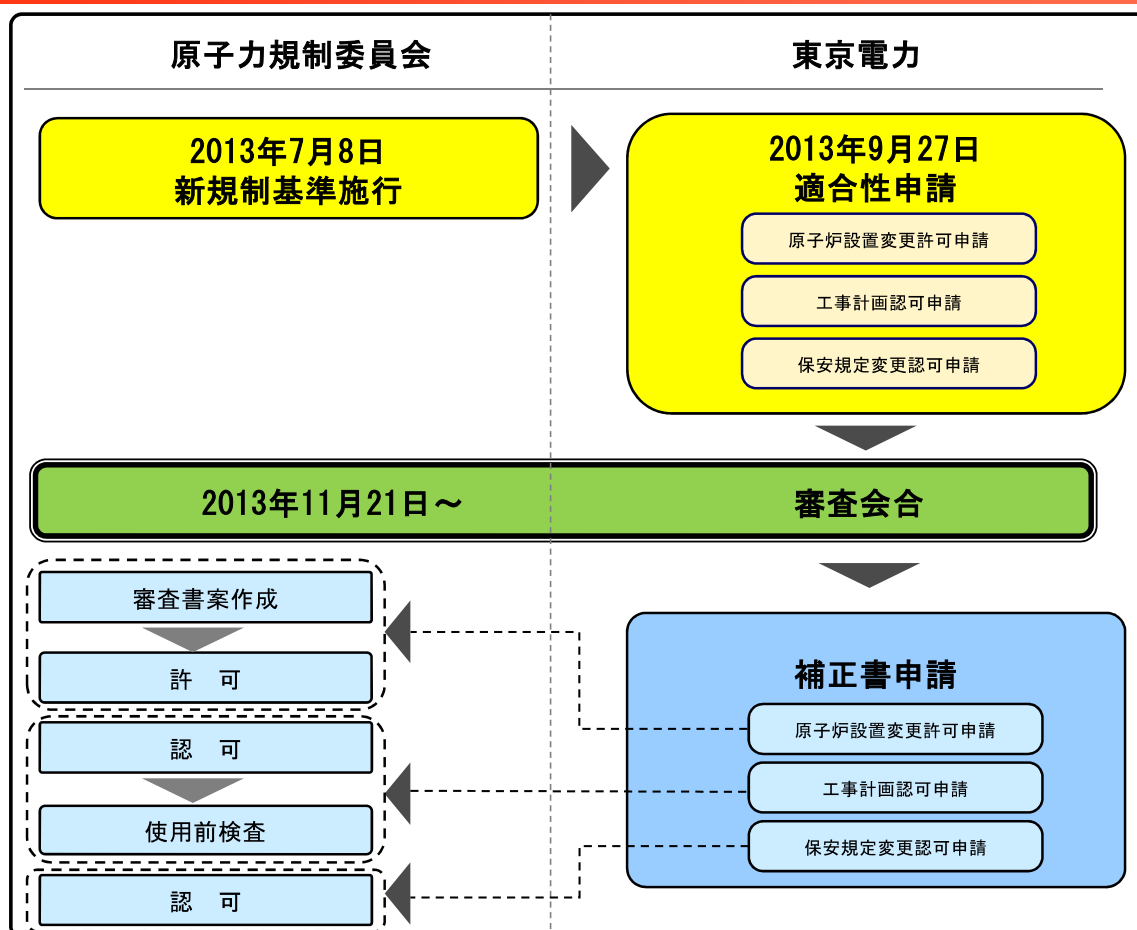 原子力規制委員会
東京電力
2013年7月8日
新規制基準施行
2013年9月27日
適合性申請
原子炉設置変更許可申請
工事計画認可申請
保安規定変更認可申請
2013年11月21日～
審査会合
審査書案作成
許　可
認　可
使用前検査
認　可
補正書申請
原子炉設置変更許可申請
工事計画認可申請
保安規定変更認可申請